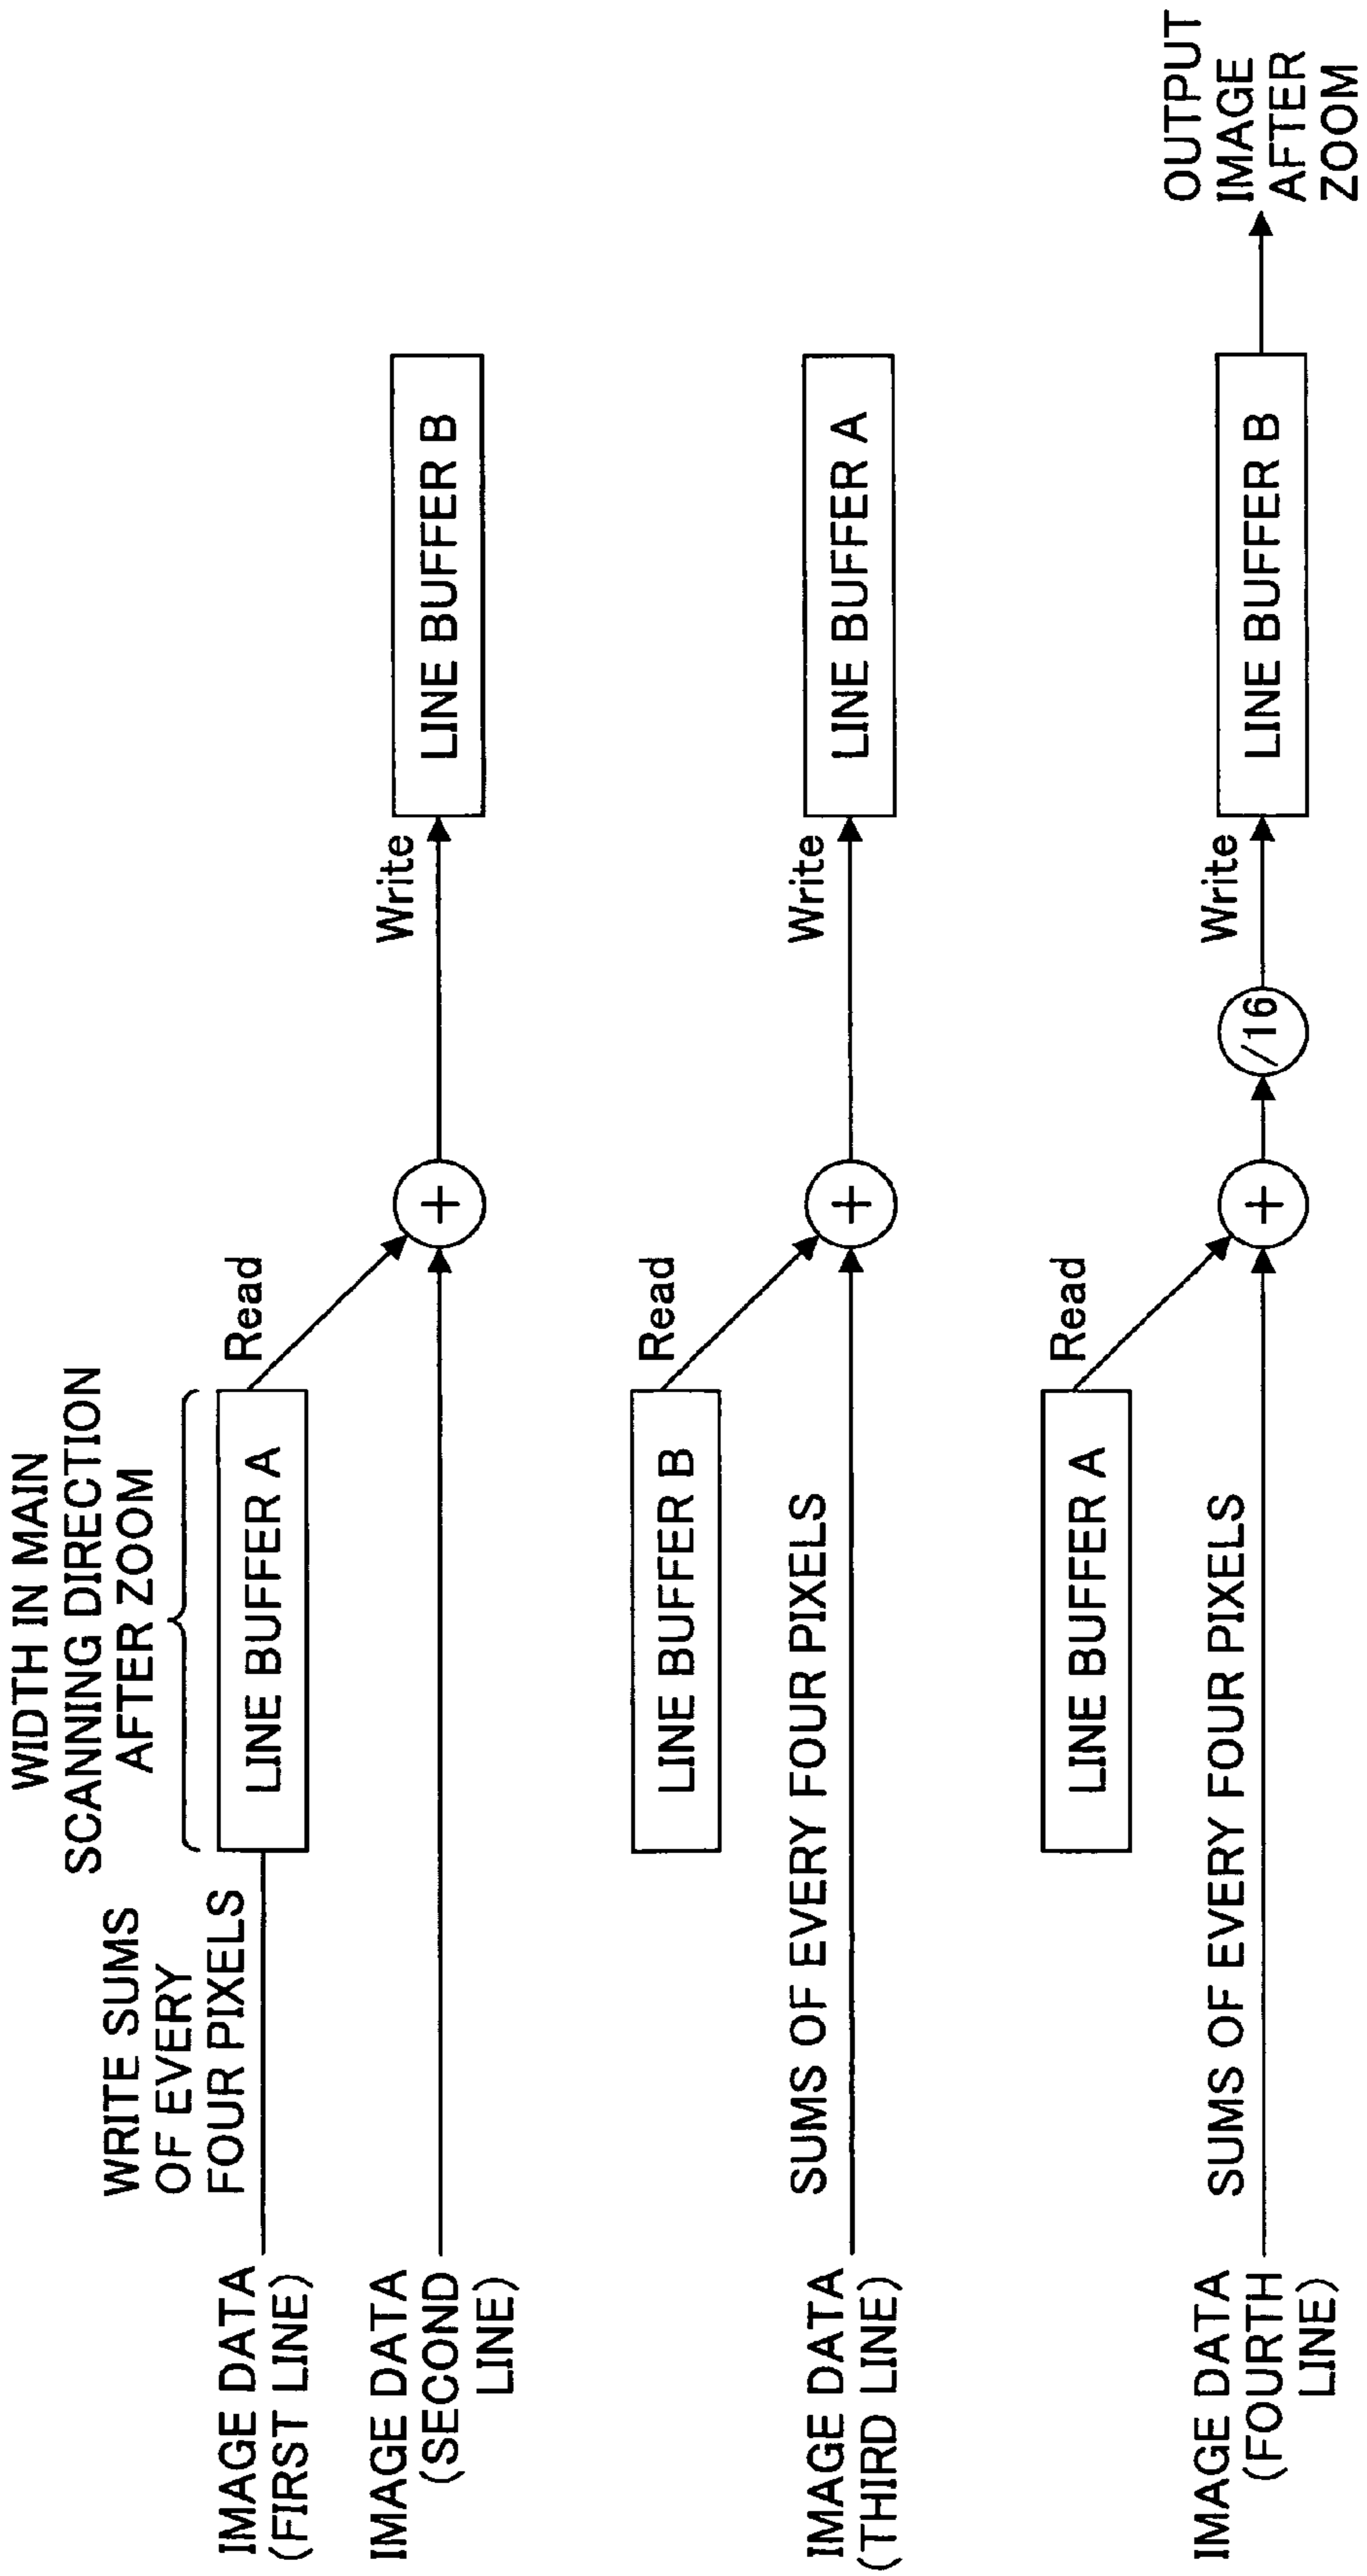 WIDTH IN MAIN
SCANNING DIRECTION
AFTER ZOOM
WRITE SUMS
OF EVERY
FOUR PIXELS
IMAGE DATA
(FIRST LINE)
LINE BUFFER A
Read
IMAGE DATA
(SECOND
LINE)
+
Write
LINE BUFFER B
LINE BUFFER B
Read
IMAGE DATA
(THIRD LINE)
SUMS OF EVERY FOUR PIXELS
+
Write
LINE BUFFER A
LINE BUFFER A
Read
IMAGE DATA
(FOURTH
LINE)
SUMS OF EVERY FOUR PIXELS
+
/16
Write
LINE BUFFER B
OUTPUT
IMAGE
AFTER
ZOOM